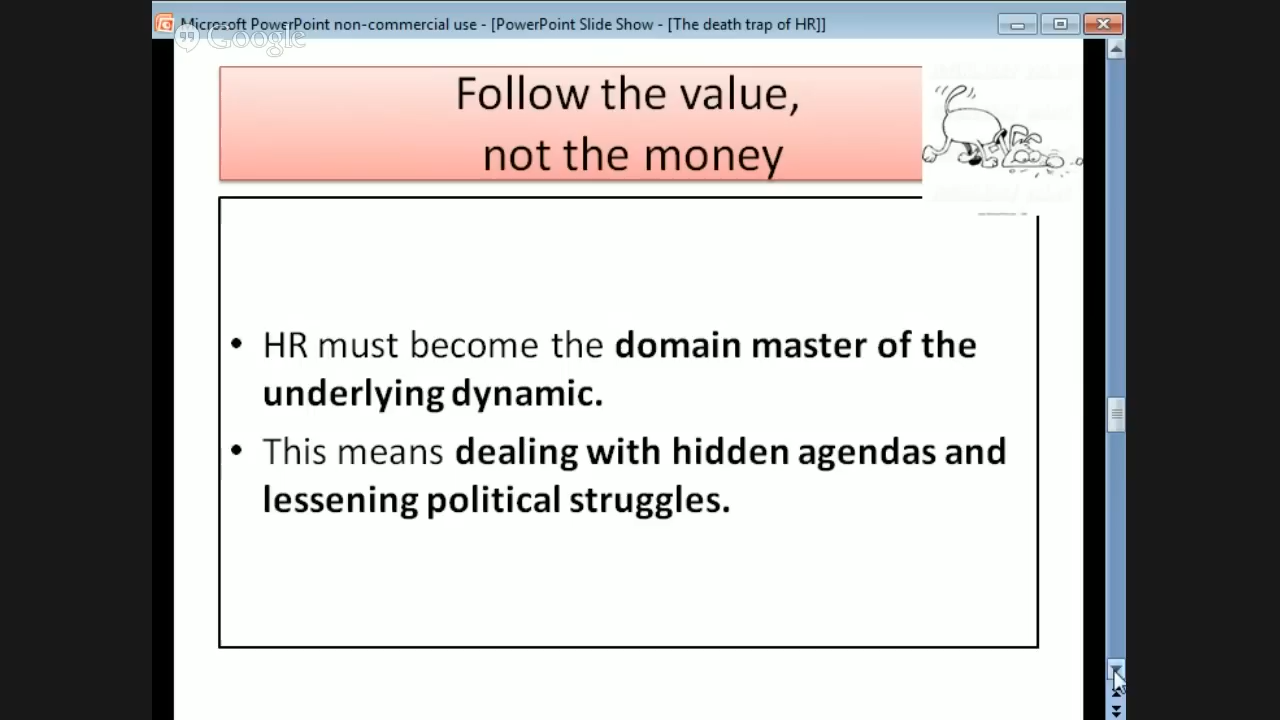 Microsoft PowerPoint non-commercial use - [PowerPoint Slide Show - [The death trap of HR]]
Google
Follow the value,
not the money
• HR must become the domain master of the
underlying dynamic.
• This means dealing with hidden agendas and
lessening political struggles.